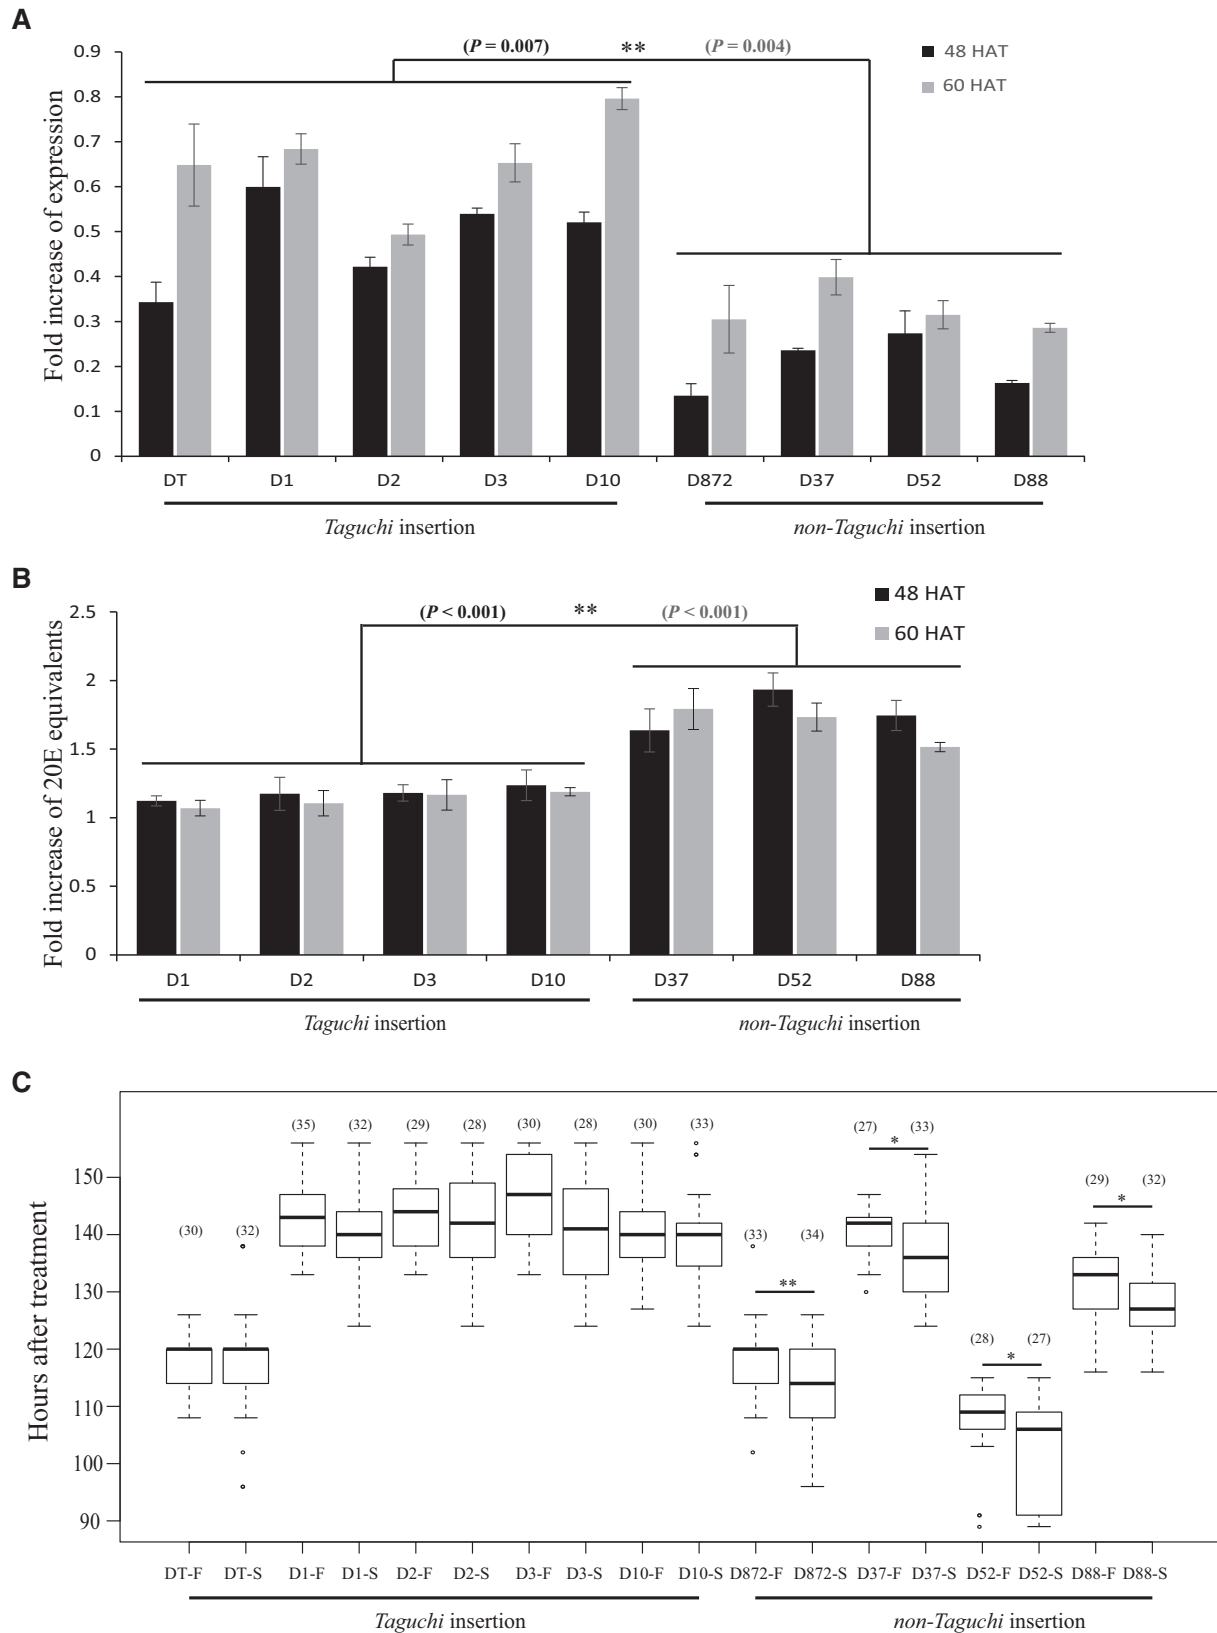 A
(P = 0.007) ** (P = 0.004)
48 HAT
60 HAT
Fold increase of expression
0.9
0.8
0.7
0.6
0.5
0.4
0.3
0.2
0.1
0
DT D1 D2 D3 D10 D872 D37 D52 D88
Taguchi insertion non-Taguchi insertion
B
(P < 0.001) ** (P < 0.001)
48 HAT
60 HAT
Fold increase of 20E equivalents
2.5
2
1.5
1
0.5
0
D1 D2 D3 D10 D37 D52 D88
Taguchi insertion non-Taguchi insertion
C
Hours after treatment
150
140
130
120
110
100
90
(30) (32) (35) (32) (29) (28) (30) (28) (30) (33) (33) (34) (27) (33) (28) (27) (29) (32)
** * * *
DT-F DT-S D1-F D1-S D2-F D2-S D3-F D3-S D10-F D10-S D872-F D872-S D37-F D37-S D52-F D52-S D88-F D88-S
Taguchi insertion non-Taguchi insertion